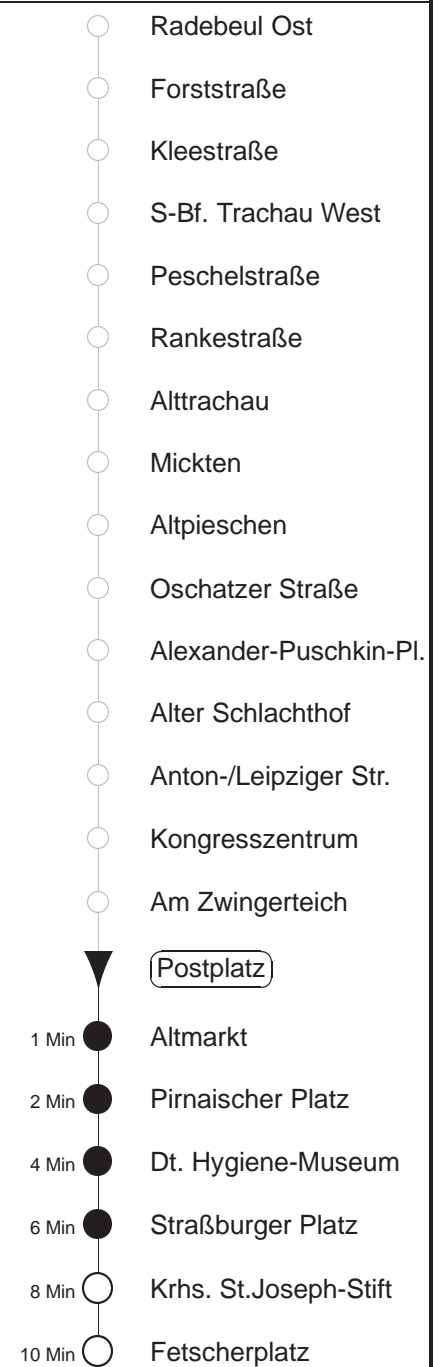 Radebeul Ost
Forststraße
Kleestraße
S-Bf. Trachau West
Peschelstraße
Rankestraße
Alttrachau
Mickten
Altpieschen
Oschatzer Straße
Alexander-Puschkin-Pl.
Alter Schlachthof
Anton-/Leipziger Str.
Kongresszentrum
Am Zwingerteich
Postplatz
1 Min Altmarkt
2 Min Pirnaischer Platz
4 Min Dt. Hygiene-Museum
6 Min Straßburger Platz
8 Min Krhs. St.Joseph-Stift
10 Min Fetscherplatz